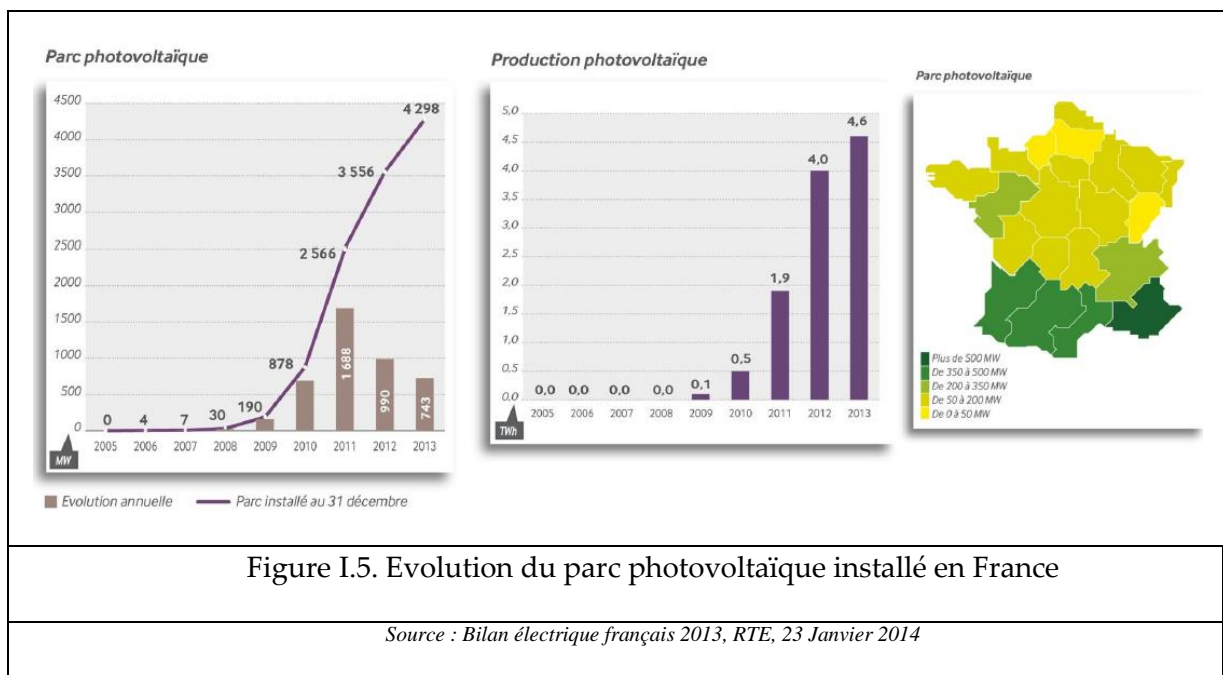 Parc photovoltaïque
4500
4000
3500
3000
2500
2000
1500
1000
500
0
MW
0
4
7
30
190
878
2 566
3 556
4 298
1 688
990
743
2005 2006 2007 2008 2009 2010 2011 2012 2013
Evolution annuelle Parc installé au 31 décembre
Production photovoltaïque
5,0
4,5
4,0
3,5
3,0
2,5
2,0
1,5
1,0
0,5
0,0
TWh
0,0
0,0
0,0
0,0
0,1
0,5
1,9
4,0
4,6
2005 2006 2007 2008 2009 2010 2011 2012 2013
Parc photovoltaïque
Plus de 500 MW
De 350 à 500 MW
De 200 à 350 MW
De 50 à 200 MW
De 0 à 50 MW
Figure I.5. Evolution du parc photovoltaïque installé en France
Source : Bilan électrique français 2013, RTE, 23 Janvier 2014